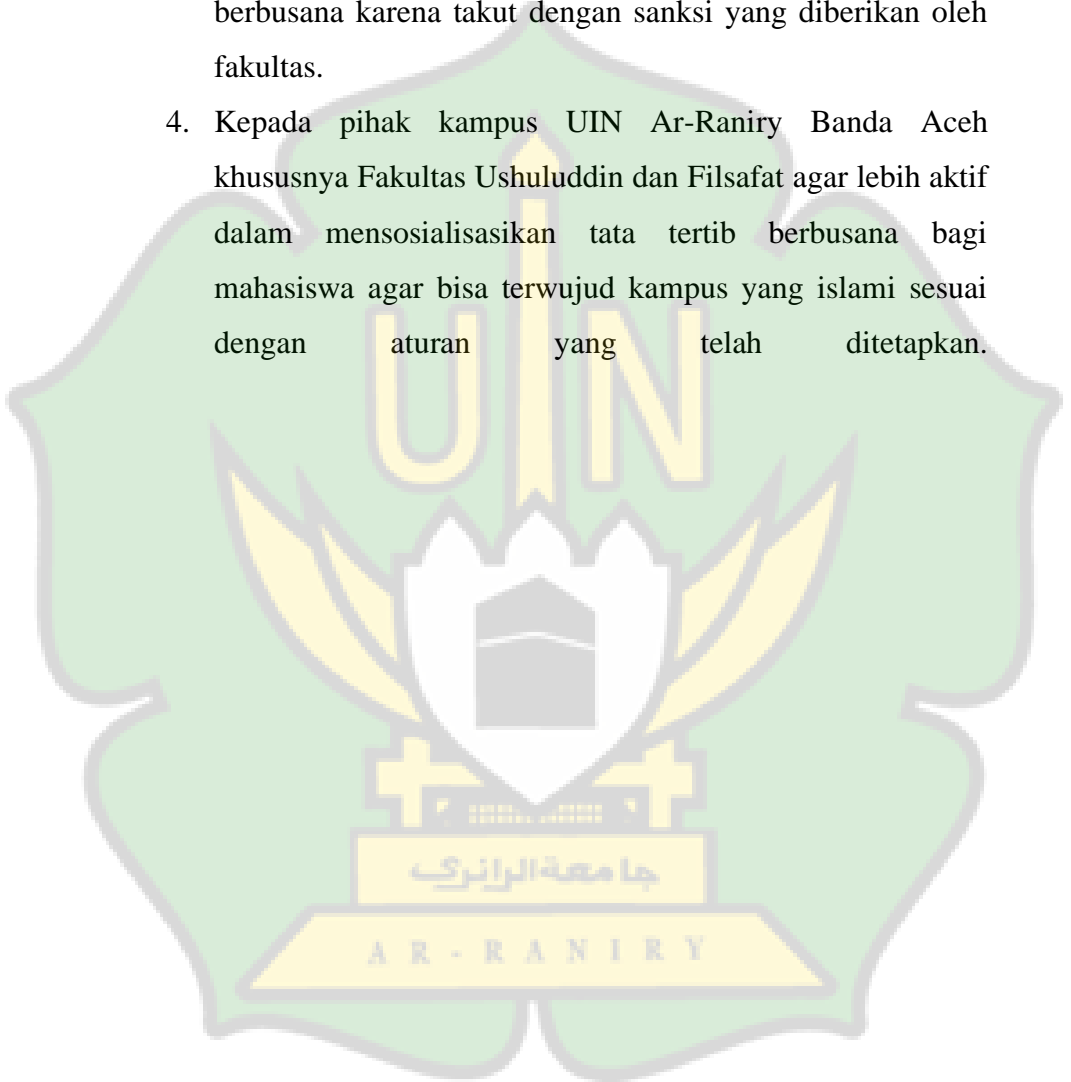 berbusana karena takut dengan sanksi yang diberikan oleh
fakultas.
4. Kepada pihak kampus UIN Ar-Raniry Banda Aceh
khususnya Fakultas Ushuluddin dan Filsafat agar lebih aktif
dalam mensosialisasikan tata tertib berbusana bagi
mahasiswa agar bisa terwujud kampus yang islami sesuai
dengan aturan yang telah ditetapkan.
UIN
جامعة الرانرك
AR-RANIRY